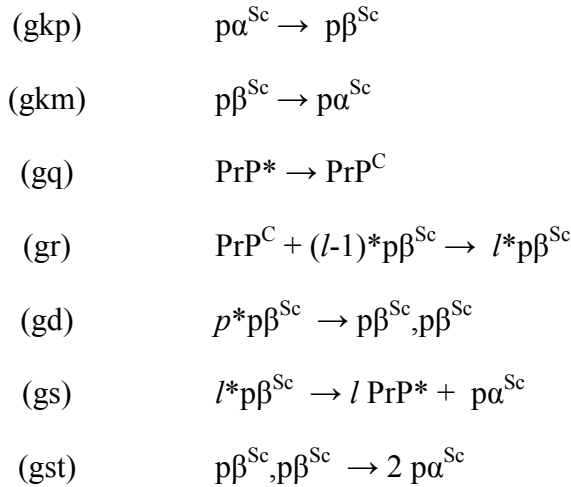 (gkp) pα^Sc → pβ^Sc
(gkm) pβ^Sc → pα^Sc
(gq) PrP* → PrP^C
(gr) PrP^C + (l-1)*pβ^Sc → l*pβ^Sc
(gd) p*pβ^Sc → pβ^Sc,pβ^Sc
(gs) l*pβ^Sc → l PrP* + pα^Sc
(gst) pβ^Sc,pβ^Sc → 2 pα^Sc